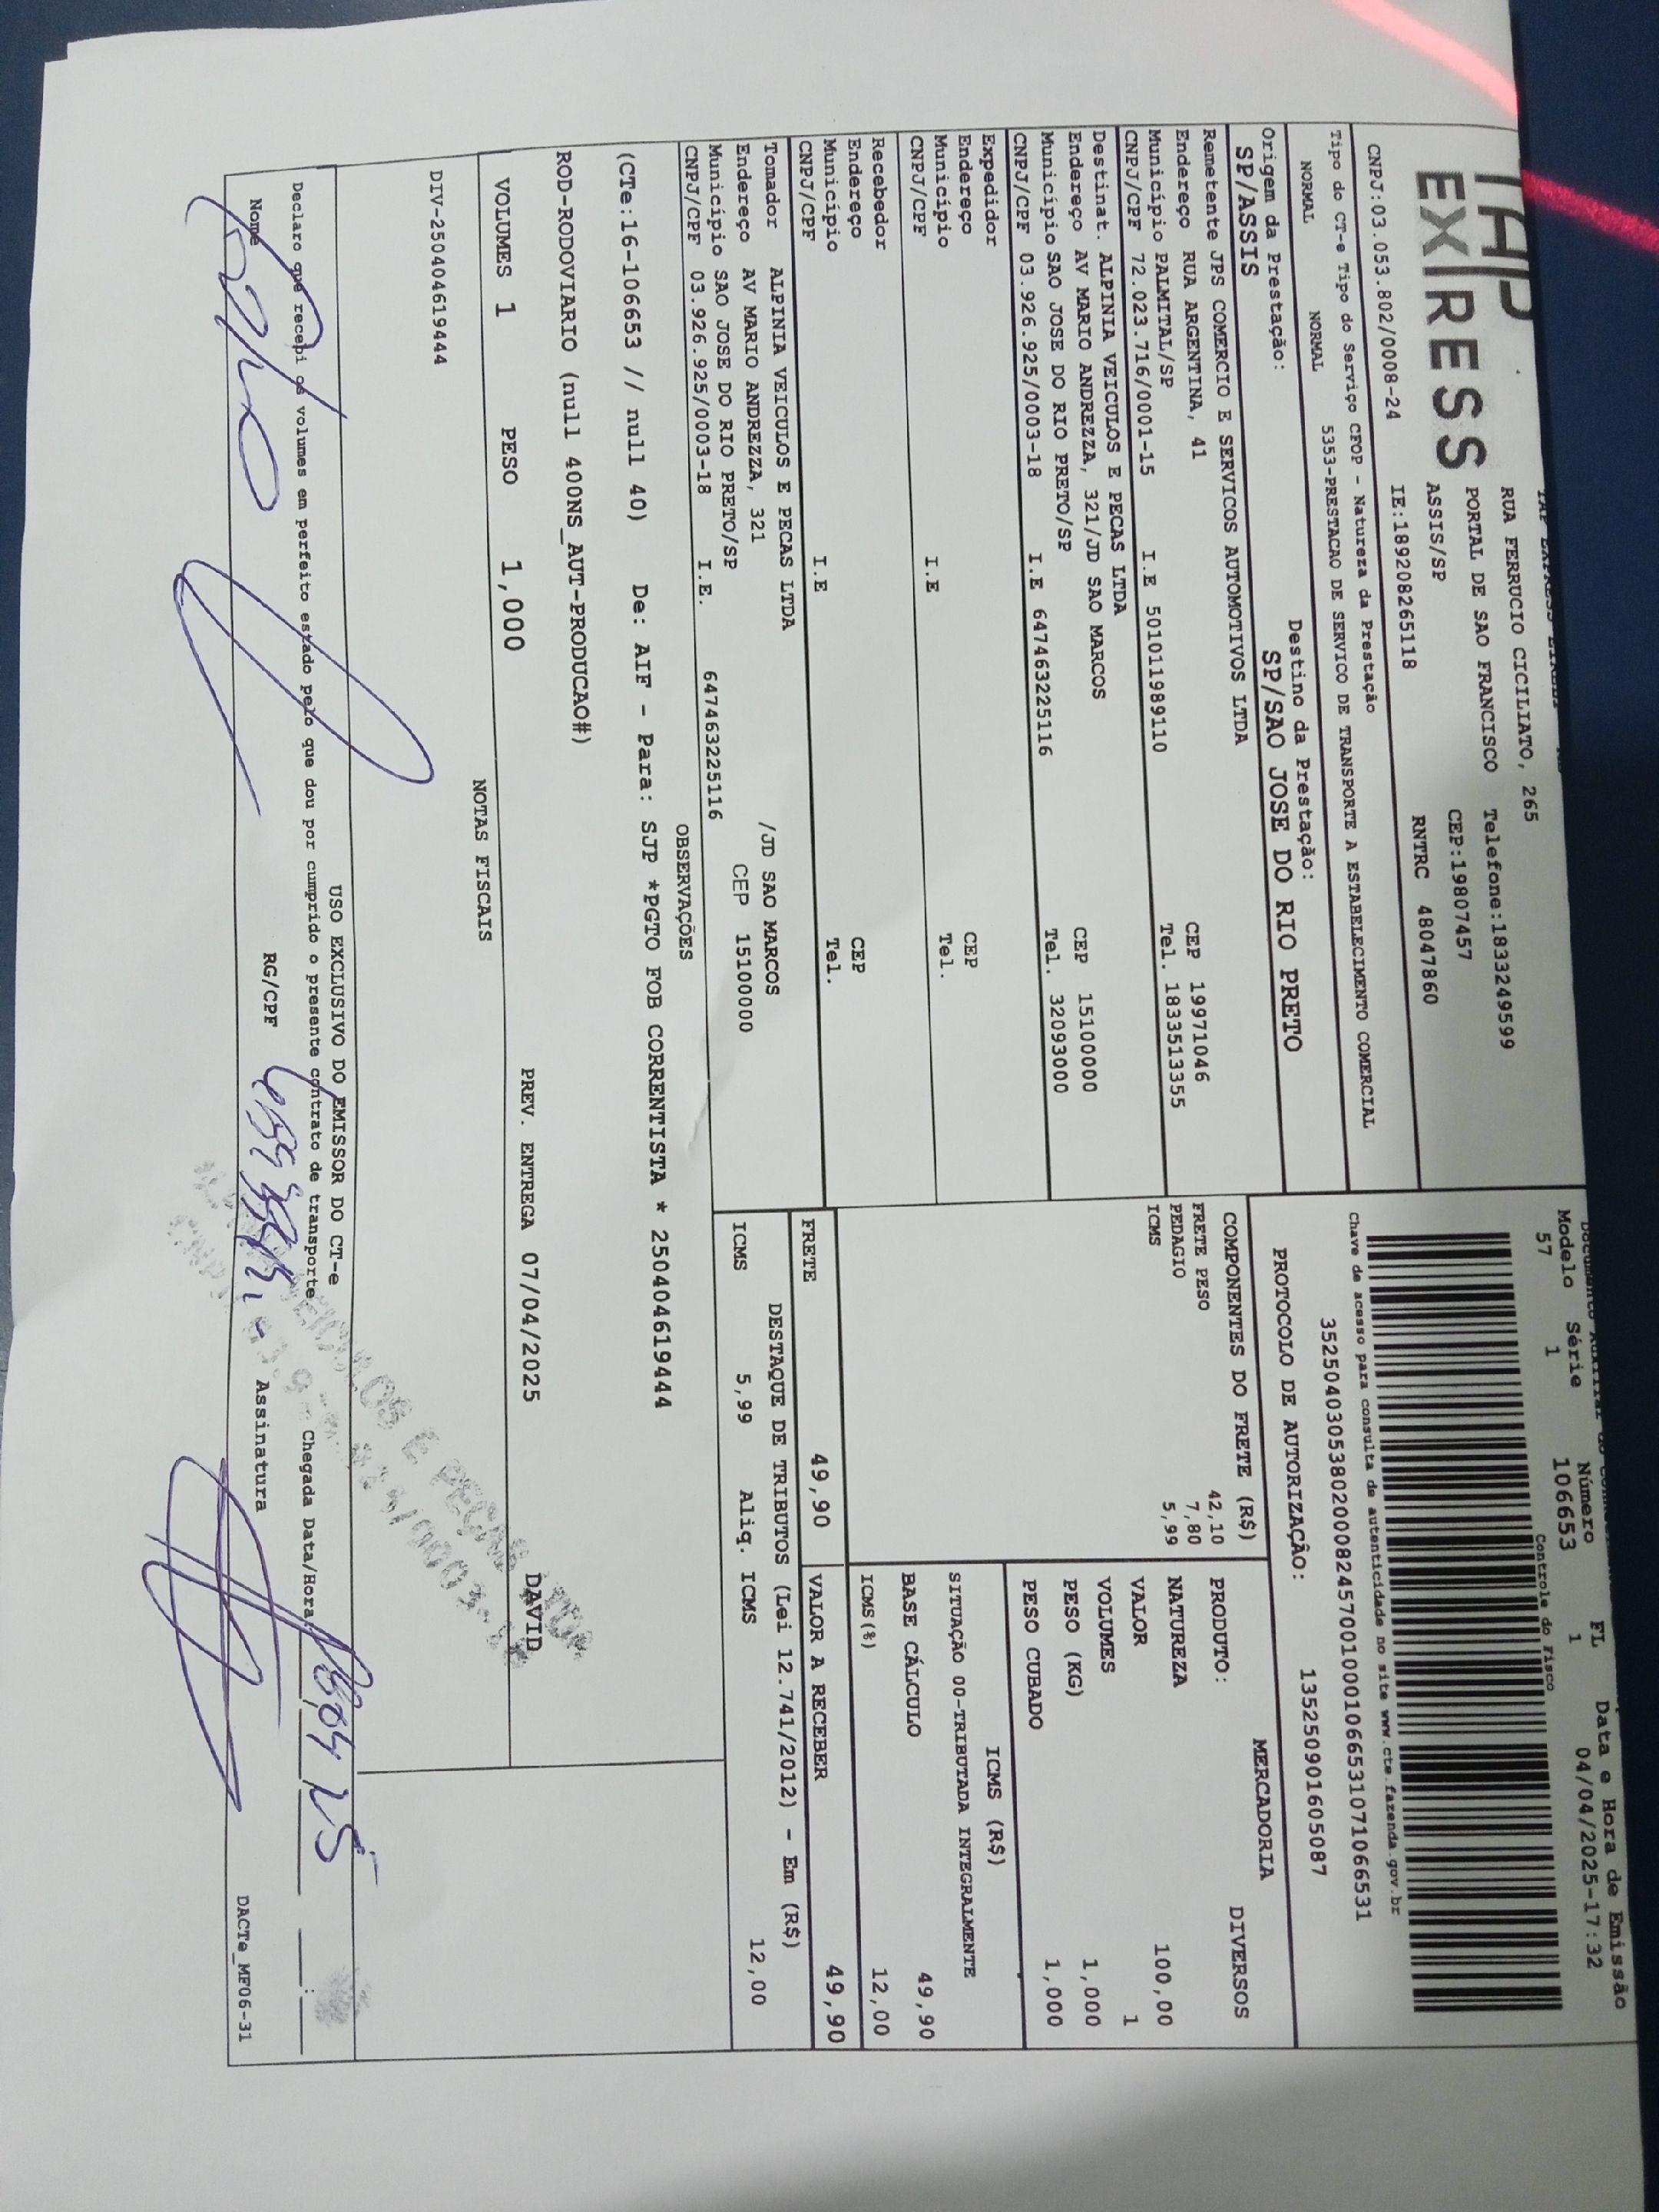 EXPRESS
RUA FERRUCIO CICILIATO, 265
PORTAL DE SAO FRANCISCO Telefone:1833249599
ASSIS/SP CEP:19807457
CNPJ:03.053.802/0008-24 IE:189208265118 RNTRC 48047860
Modelo Série Número FL Data e Hora de Emissão
57 1 106653 1 04/04/2025-17:32
Controle do Fisco
Tipo do CT-e Tipo do Serviço CFOP - Natureza da Prestação
NORMAL NORMAL 5353-PRESTACAO DE SERVICO DE TRANSPORTE A ESTABELECIMENTO COMERCIAL
Chave de acesso para consulta de autenticidade no site www.cte.fazenda.gov.br
35250403053802000824570010001066531071066531
Origem da Prestação: Destino da Prestação:
SP/ASSIS SP/SAO JOSE DO RIO PRETO
PROTOCOLO DE AUTORIZAÇÃO: 135250901605087
Remetente JPS COMERCIO E SERVICOS AUTOMOTIVOS LTDA
Endereço RUA ARGENTINA, 41 CEP 19971046
Município PALMITAL/SP Tel. 1833513355
CNPJ/CPF 72.023.716/0001-15 I.E 501011989110
Destinat. ALPINIA VEICULOS E PECAS LTDA
Endereço AV MARIO ANDREZZA, 321/JD SAO MARCOS CEP 15100000
Município SAO JOSE DO RIO PRETO/SP Tel. 32093000
CNPJ/CPF 03.926.925/0003-18 I.E 647463225116
Expedidor
Endereço CEP
Município Tel.
CNPJ/CPF I.E
Recebedor
Endereço CEP
Município Tel.
CNPJ/CPF I.E
Tomador ALPINIA VEICULOS E PECAS LTDA
Endereço AV MARIO ANDREZZA, 321 /JD SAO MARCOS
Município SAO JOSE DO RIO PRETO/SP CEP 15100000
CNPJ/CPF 03.926.925/0003-18 I.E. 647463225116
COMPONENTES DO FRETE (R$)
FRETE PESO 42,10
PEDAGIO 7,80
ICMS 5,99
MERCADORIA
PRODUTO: DIVERSOS
NATUREZA
VALOR 100,00
VOLUMES 1
PESO (KG) 1,000
PESO CUBADO 1,000
ICMS (R$)
SITUAÇÃO 00-TRIBUTADA INTEGRALMENTE
BASE CÁLCULO 49,90
ICMS(%) 12,00
FRETE 49,90 VALOR A RECEBER 49,90
DESTAQUE DE TRIBUTOS (Lei 12.741/2012) - Em (R$)
ICMS 5,99 Aliq. ICMS 12,00
OBSERVAÇÕES
(CTe:16-106653 // null 40) De: AIF - Para: SJP *PGTO FOB CORRENTISTA * 250404619444
ROD-RODOVIARIO (null 400NS_AUT-PRODUCAO#)
VOLUMES 1 PESO 1,000 PREV. ENTREGA 07/04/2025 DAVID
NOTAS FISCAIS
DIV-250404619444
USO EXCLUSIVO DO EMISSOR DO CT-e
Declaro que recebi os volumes em perfeito estado pelo que dou por cumprido o presente contrato de transporte. Chegada Data/Hora
Nome RG/CPF Assinatura
DACTe_MF06-31